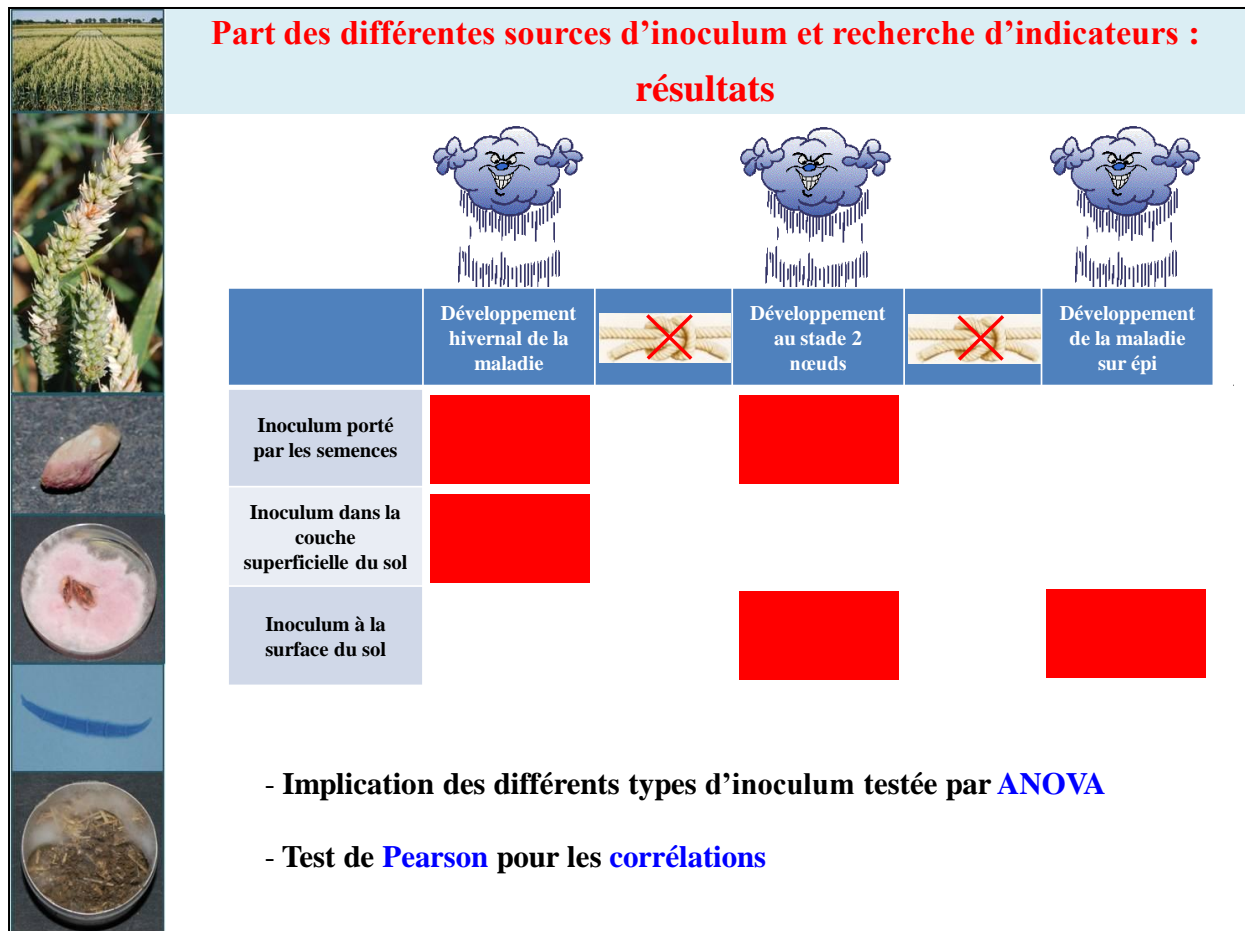 Part des différentes sources d’inoculum et recherche d’indicateurs :
résultats
Développement
hivernal de la
maladie
Développement
au stade 2
nœuds
Développement
de la maladie
sur épi
Inoculum porté
par les semences
Inoculum dans la
couche
superficielle du sol
Inoculum à la
surface du sol
- Implication des différents types d’inoculum testée par ANOVA
- Test de Pearson pour les corrélations